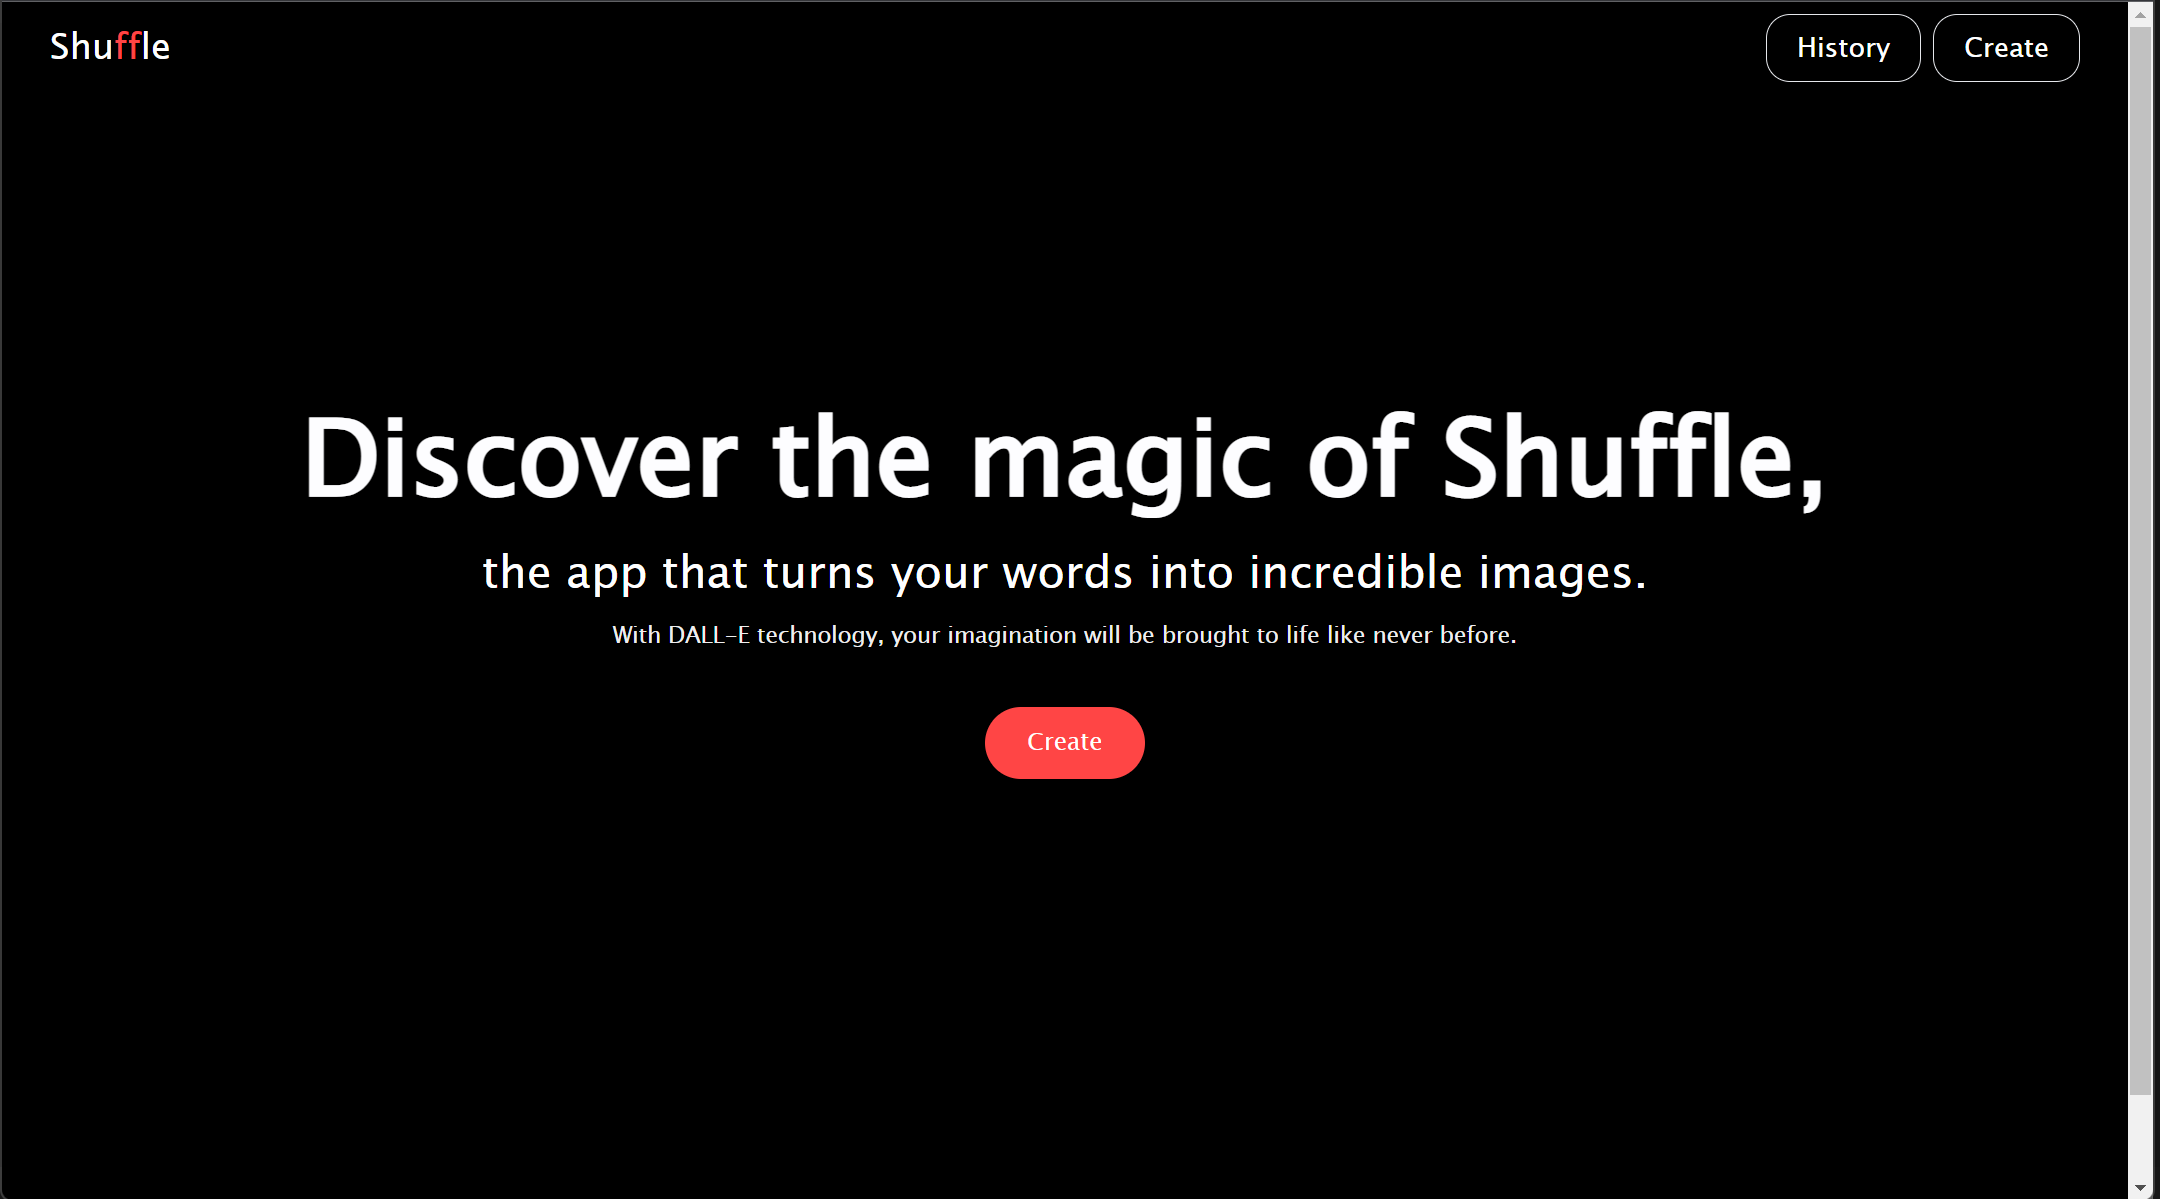 Shuffle
History
Create
Discover the magic of Shuffle,
the app that turns your words into incredible images.
With DALL-E technology, your imagination will be brought to life like never before.
Create